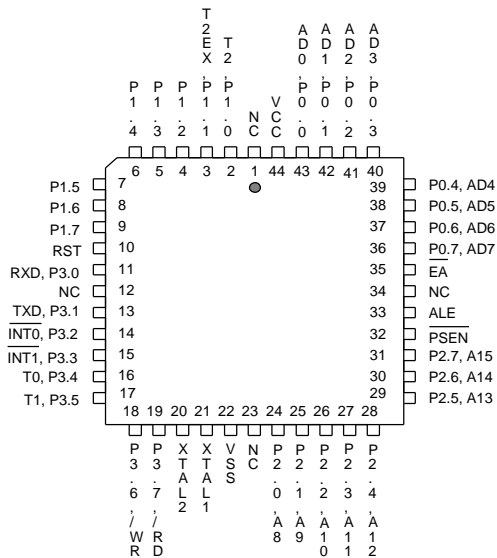 P1.4
P1.3
P1.2
T2EX,P1.1
T2,P1.0
NC
VCC
AD0,P0.0
AD1,P0.1
AD2,P0.2
AD3,P0.3
6
5
4
3
2
1
44
43
42
41
40
P1.5
7
P1.6
8
P1.7
9
RST
10
RXD, P3.0
11
NC
12
TXD, P3.1
13
INT0, P3.2
14
INT1, P3.3
15
T0, P3.4
16
T1, P3.5
17
39
P0.4, AD4
38
P0.5, AD5
37
P0.6, AD6
36
P0.7, AD7
35
EA
34
NC
33
ALE
32
PSEN
31
P2.7, A15
30
P2.6, A14
29
P2.5, A13
18
19
20
21
22
23
24
25
26
27
28
P3.6,/WR
P3.7,/RD
XTAL2
XTAL1
VSS
NC
P2.0,A8
P2.1,A9
P2.2,A10
P2.3,A11
P2.4,A12